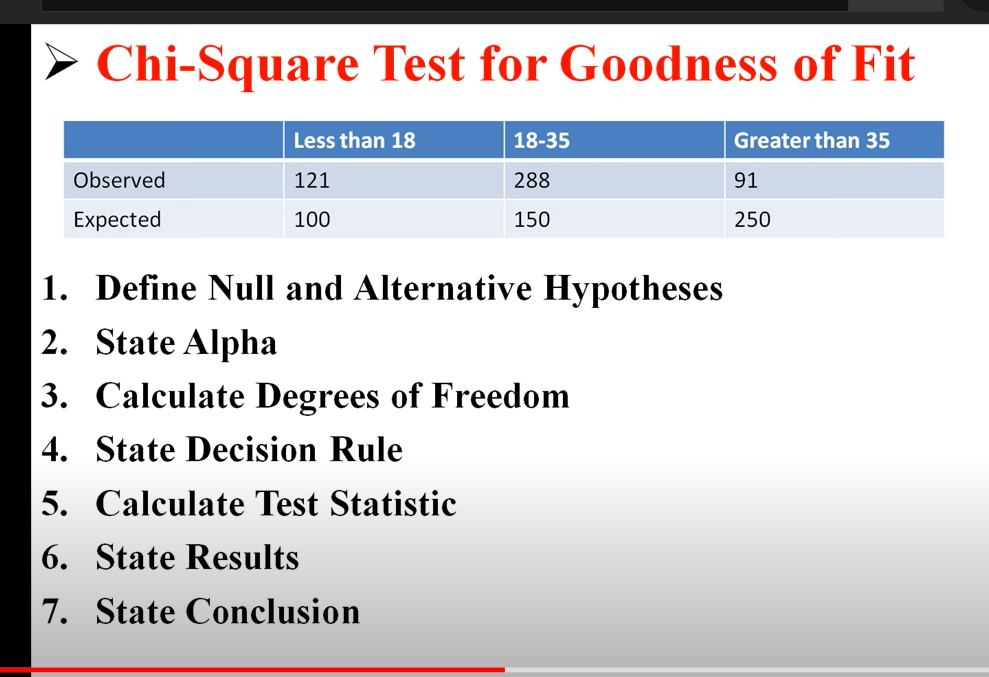 Chi-Square Test for Goodness of Fit
Less than 18 18-35 Greater than 35
Observed 121 288 91
Expected 100 150 250
1. Define Null and Alternative Hypotheses
2. State Alpha
3. Calculate Degrees of Freedom
4. State Decision Rule
5. Calculate Test Statistic
6. State Results
7. State Conclusion